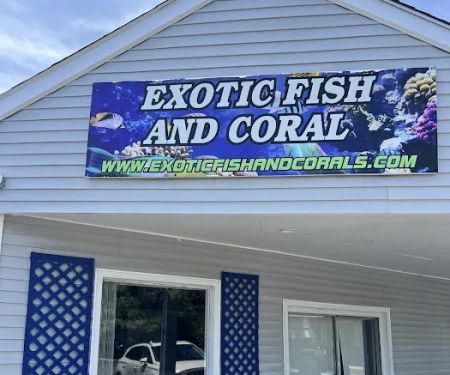 EXOTIC FISH
AND CORAL
WWW.EXOTICFISHANDCORALS.COM